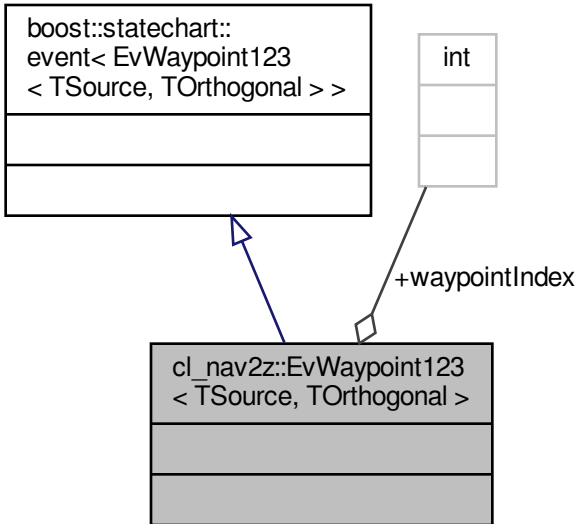 boost::statechart::
event< EvWaypoint123
< TSource, TOrthogonal > >
int
+waypointIndex
cl_nav2z::EvWaypoint123
< TSource, TOrthogonal >